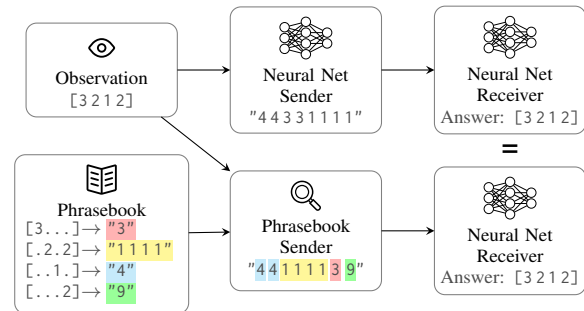 Observation
[3 2 1 2]
Neural Net
Sender
"4 4 3 3 1 1 1 1"
Neural Net
Receiver
Answer: [3 2 1 2]
=
Phrasebook
[3...]→ "3"
[.2.2]→ "1 1 1 1"
[..1.]→ "4"
[...2]→ "9"
Phrasebook
Sender
"4 4 1 1 1 1 3 9"
Neural Net
Receiver
Answer: [3 2 1 2]